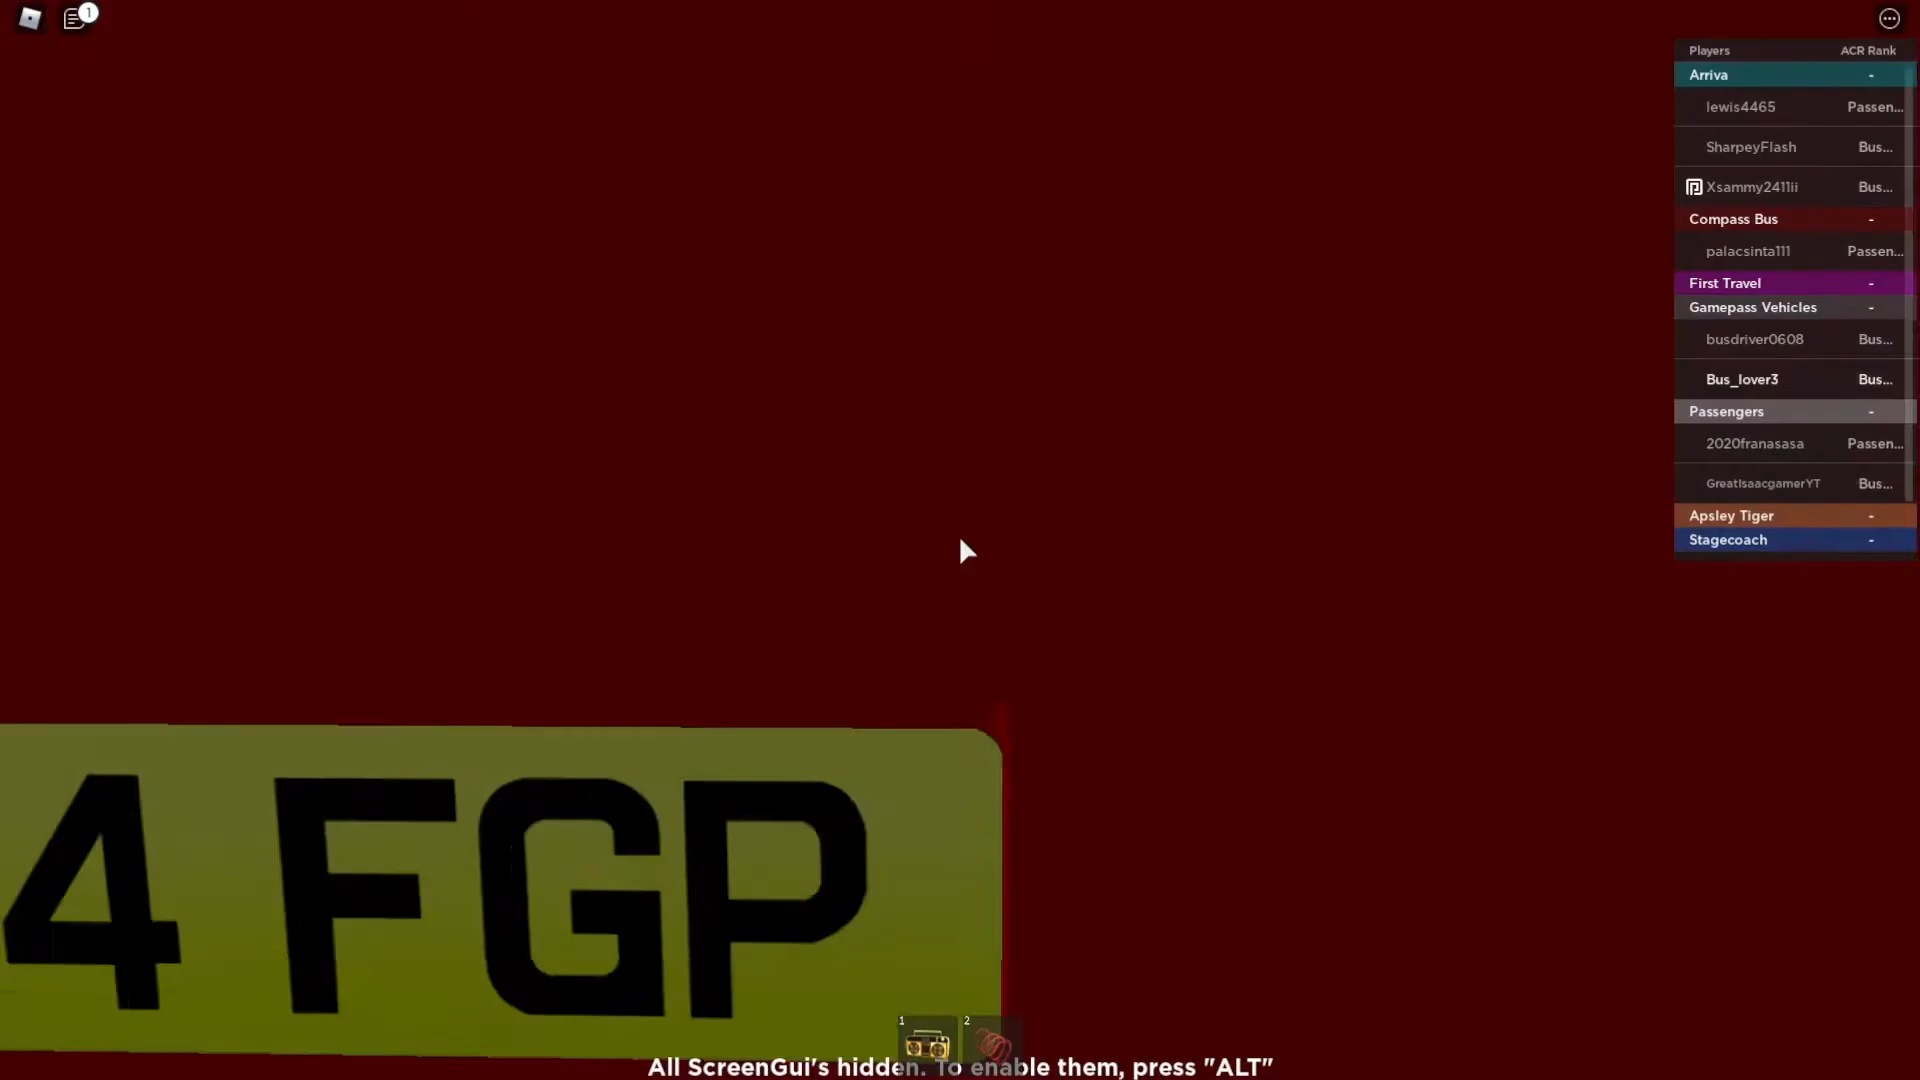 1
Players ACR Rank
Arriva -
lewis4465 Passen...
SharpeyFlash Bus...
Xsammy2411ii Bus...
Compass Bus -
palacsinta111 Passen...
First Travel -
Gamepass Vehicles -
busdriver0608 Bus...
Bus_lover3 Bus...
Passengers -
2020franasasa Passen...
GreatIsaacgamerYT Bus...
Apsley Tiger -
Stagecoach -
4 FGP
1 2
All ScreenGui's hidden. To enable them, press "ALT"